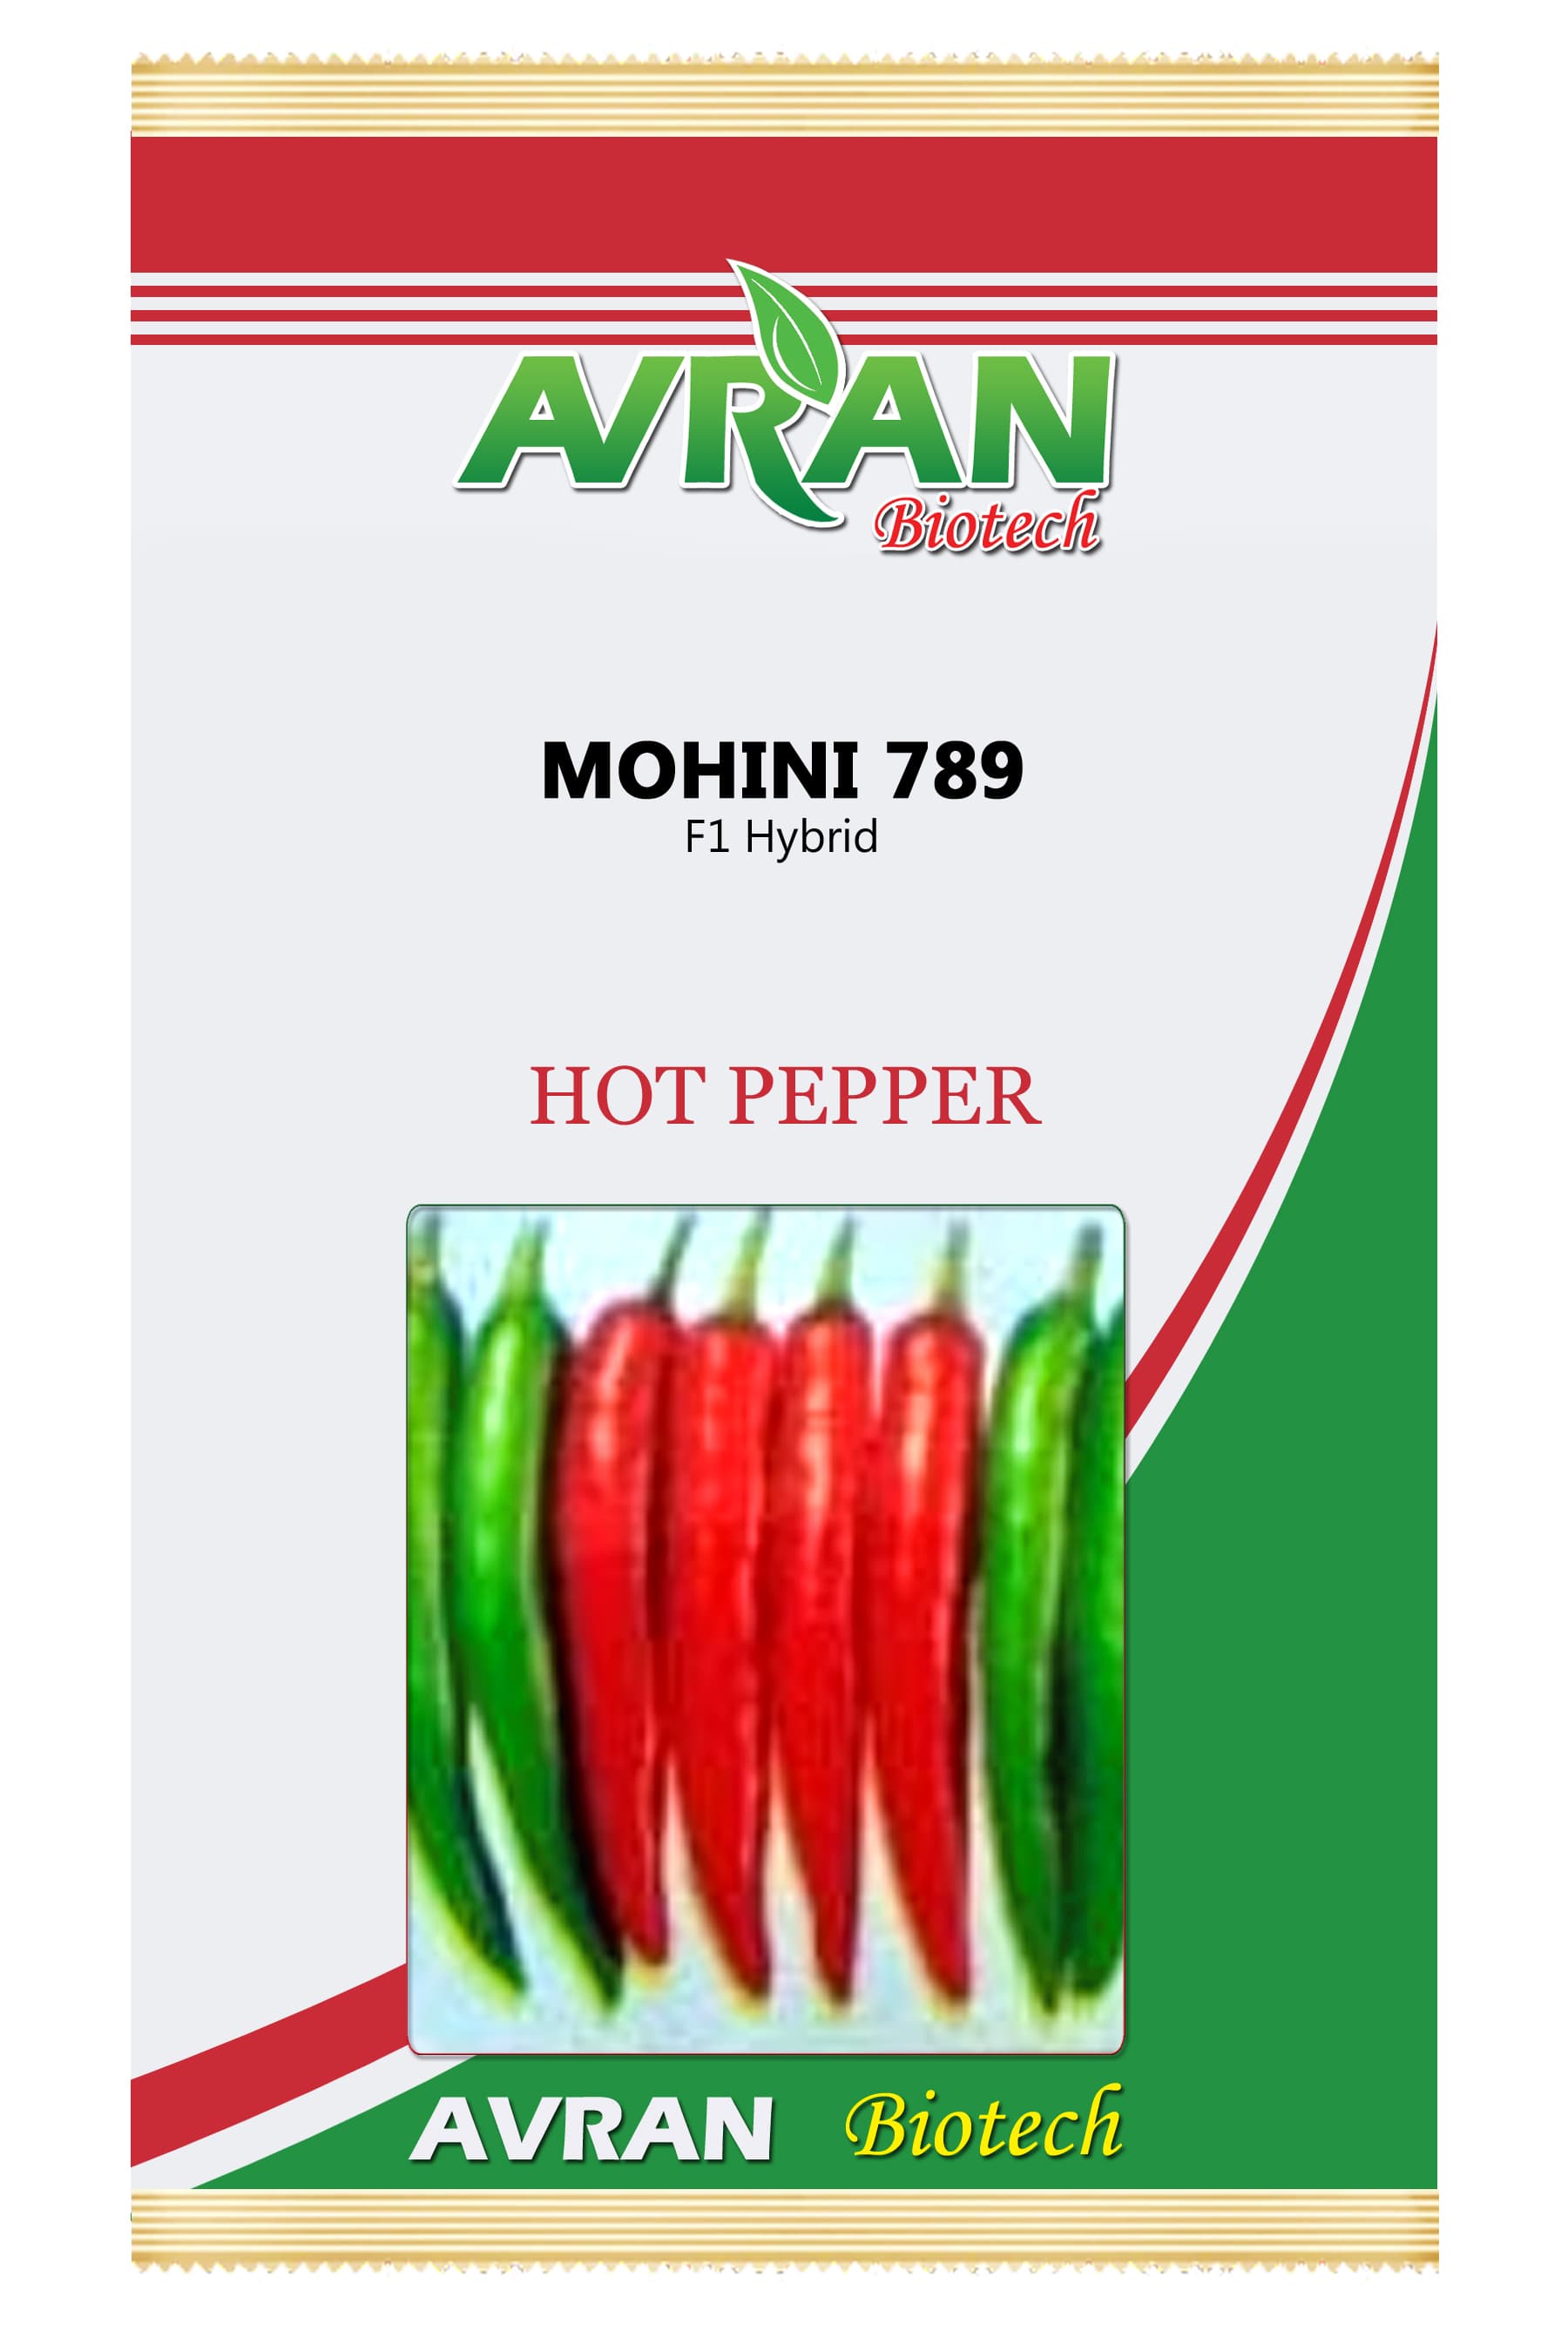 AVRAN
Biotech
MOHINI 789
F1 Hybrid
HOT PEPPER
AVRAN Biotech